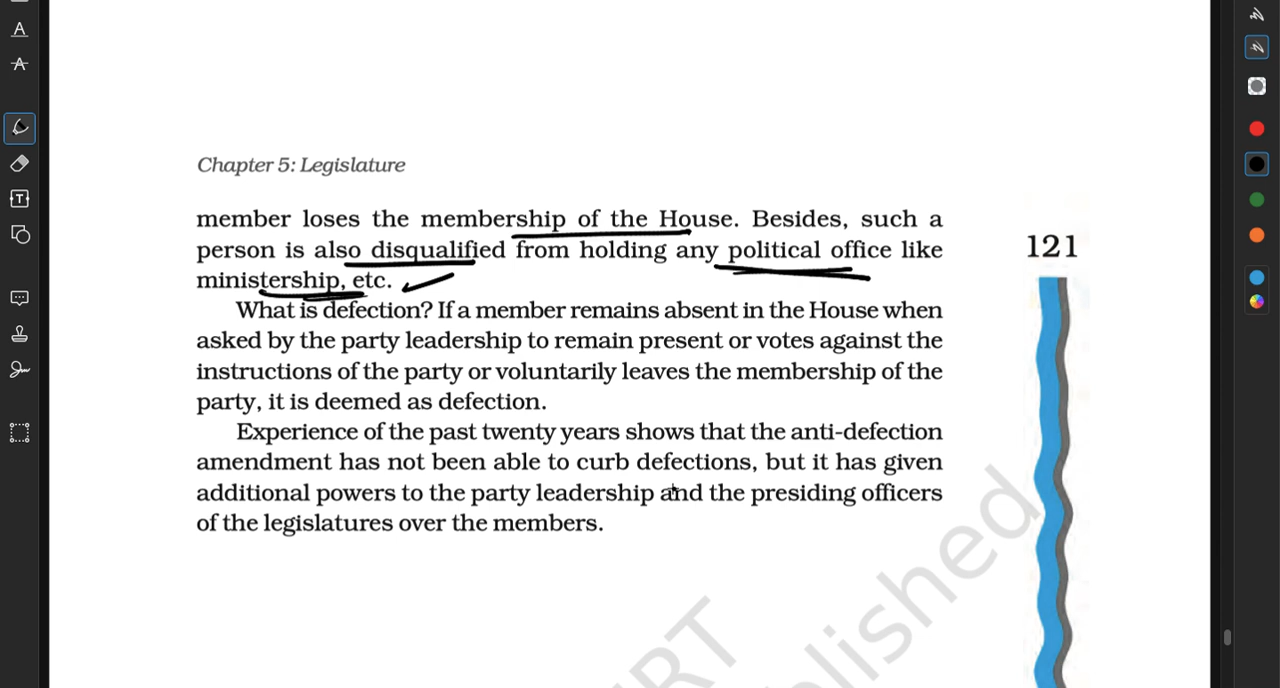 Chapter 5: Legislature
member loses the membership of the House. Besides, such a
person is also disqualified from holding any political office like
ministership, etc.
121
What is defection? If a member remains absent in the House when
asked by the party leadership to remain present or votes against the
instructions of the party or voluntarily leaves the membership of the
party, it is deemed as defection.
Experience of the past twenty years shows that the anti-defection
amendment has not been able to curb defections, but it has given
additional powers to the party leadership and the presiding officers
of the legislatures over the members.